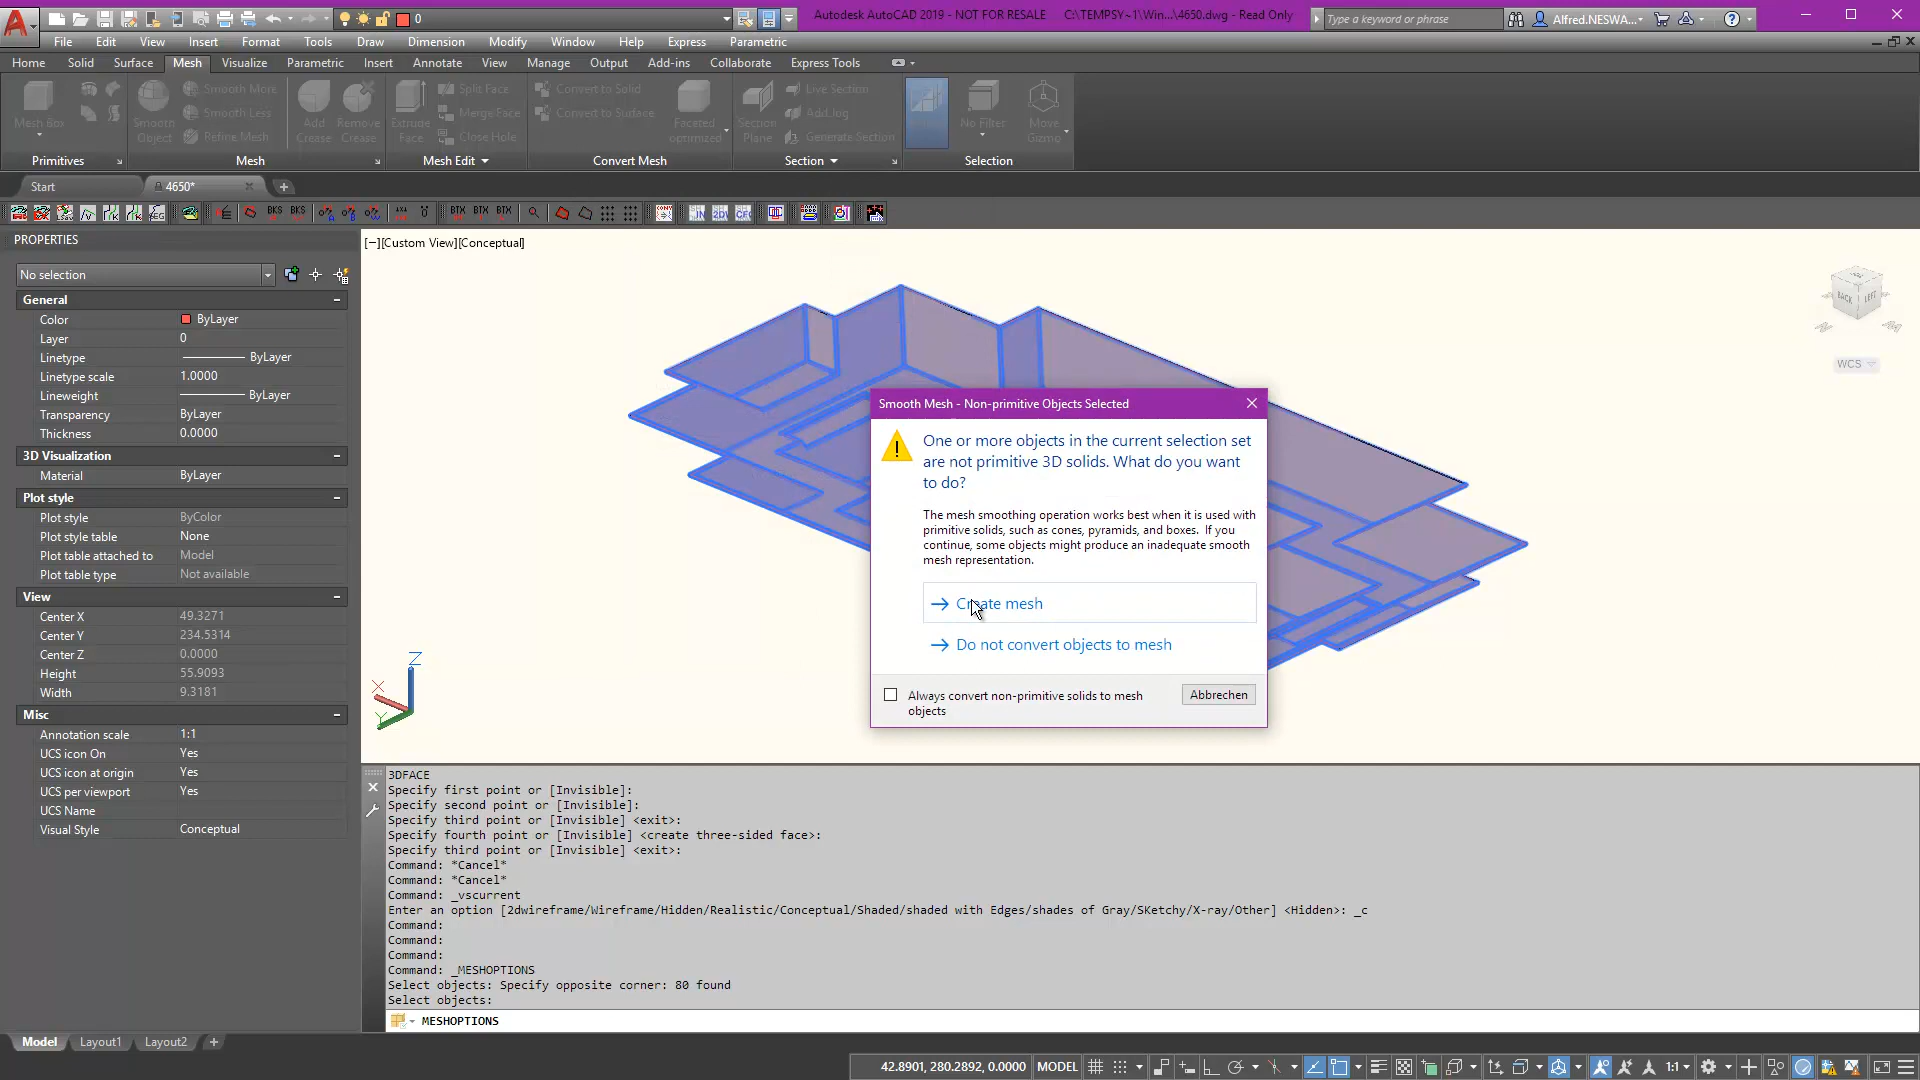 0
Autodesk AutoCAD 2019 - NOT FOR RESALE C:\TEMPSY~1\Win...\4650.dwg - Read Only
Type a keyword or phrase
Alfred.NESWA...
File Edit View Insert Format Tools Draw Dimension Modify Window Help Express Parametric
Home Solid Surface Mesh Visualize Parametric Insert Annotate View Manage Output Add-ins Collaborate Express Tools
Mesh Box
Smooth Object
Smooth More
Smooth Less
Refine Mesh
Add Crease
Remove Crease
Extrude Face
Split Face
Merge Face
Close Hole
Convert to Solid
Convert to Surface
Faceted optimized
Section Plane
Live Section
Add Jog
Generate Section
No Filter
Move Gizmo
Primitives Mesh Mesh Edit Convert Mesh Section Selection
Start 4650*
PROPERTIES
No selection
General
Color ByLayer
Layer 0
Linetype ByLayer
Linetype scale 1.0000
Lineweight ByLayer
Transparency ByLayer
Thickness 0.0000
3D Visualization
Material ByLayer
Plot style
Plot style ByColor
Plot style table None
Plot table attached to Model
Plot table type Not available
View
Center X 49.3271
Center Y 234.5314
Center Z 0.0000
Height 55.9093
Width 9.3181
Misc
Annotation scale 1:1
UCS icon On Yes
UCS icon at origin Yes
UCS per viewport Yes
UCS Name
Visual Style Conceptual
[−][Custom View][Conceptual]
BACK LEFT
WCS
Z
X
Y
Smooth Mesh - Non-primitive Objects Selected
One or more objects in the current selection set
are not primitive 3D solids. What do you want
to do?
The mesh smoothing operation works best when it is used with
primitive solids, such as cones, pyramids, and boxes. If you
continue, some objects might produce an inadequate smooth
mesh representation.
Create mesh
Do not convert objects to mesh
Always convert non-primitive solids to mesh
objects
Abbrechen
3DFACE
Specify first point or [Invisible]:
Specify second point or [Invisible]:
Specify third point or [Invisible] <exit>:
Specify fourth point or [Invisible] <create three-sided face>:
Specify third point or [Invisible] <exit>:
Command: *Cancel*
Command: *Cancel*
Command: _vscurrent
Enter an option [2dwireframe/Wireframe/Hidden/Realistic/Conceptual/Shaded/shaded with Edges/shades of Gray/SKetchy/X-ray/Other] <Hidden>: _c
Command:
Command:
Command:
Command: _MESHOPTIONS
Select objects: Specify opposite corner: 80 found
Select objects:
MESHOPTIONS
Model Layout1 Layout2
42.8901, 280.2892, 0.0000 MODEL 1:1